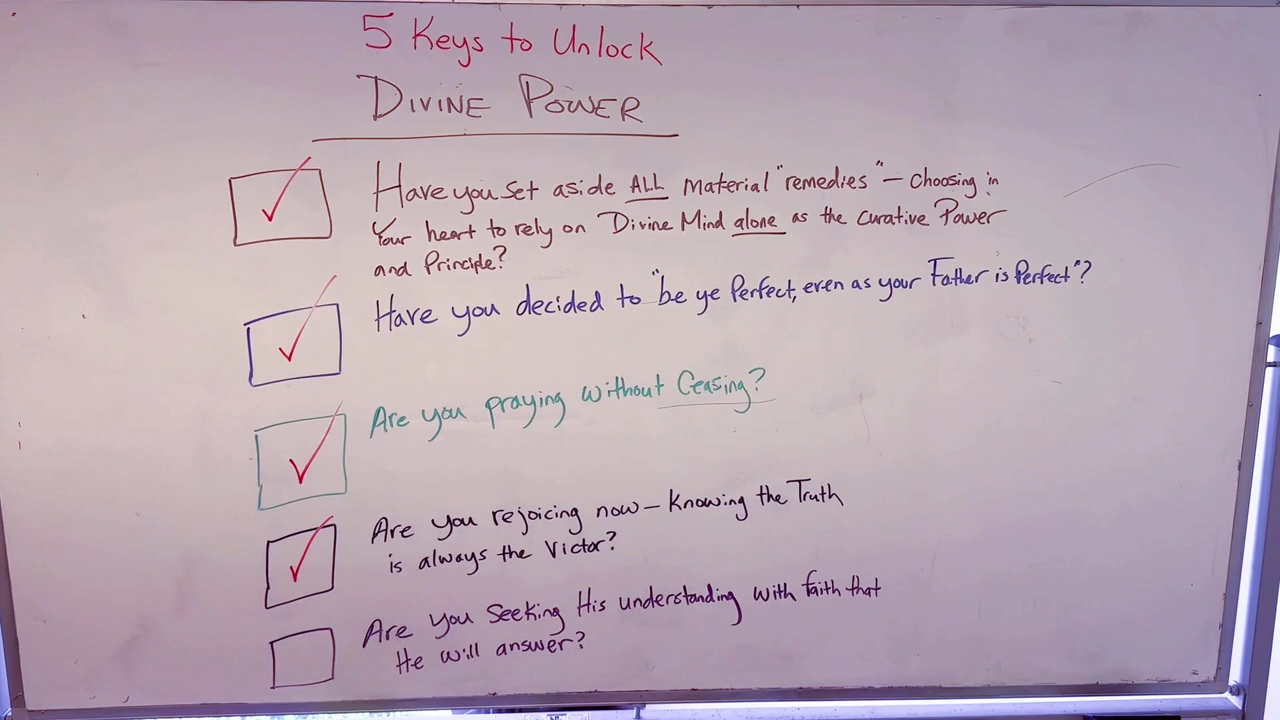 5 Keys to Unlock
DIVINE POWER
Have you set aside ALL Material "remedies" – choosing in
Your heart to rely on Divine Mind alone as the curative Power
and Principle?
Have you decided to "be ye Perfect, even as your Father is Perfect"?
Are you praying without Ceasing?
Are you rejoicing now – Knowing the Truth
is always the Victor?
Are you Seeking His understanding with faith that
He will answer?